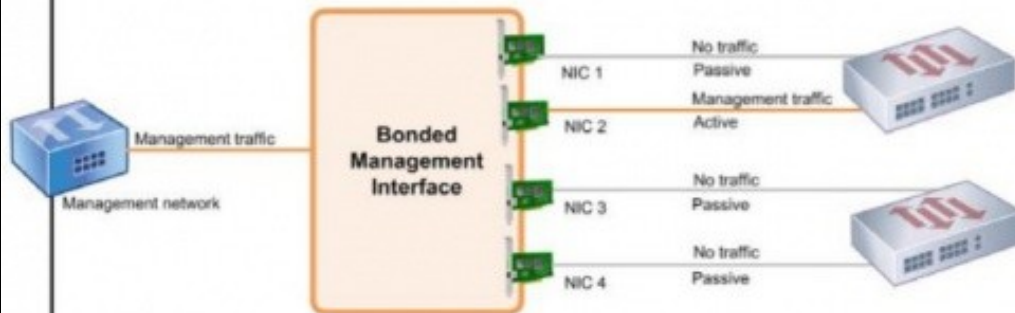 No traffic
NIC 1
Passive
Management traffic
Management traffic
NIC 2
Active
Bonded
Management
Interface
Management network
No traffic
NIC 3
Passive
No traffic
NIC 4
Passive